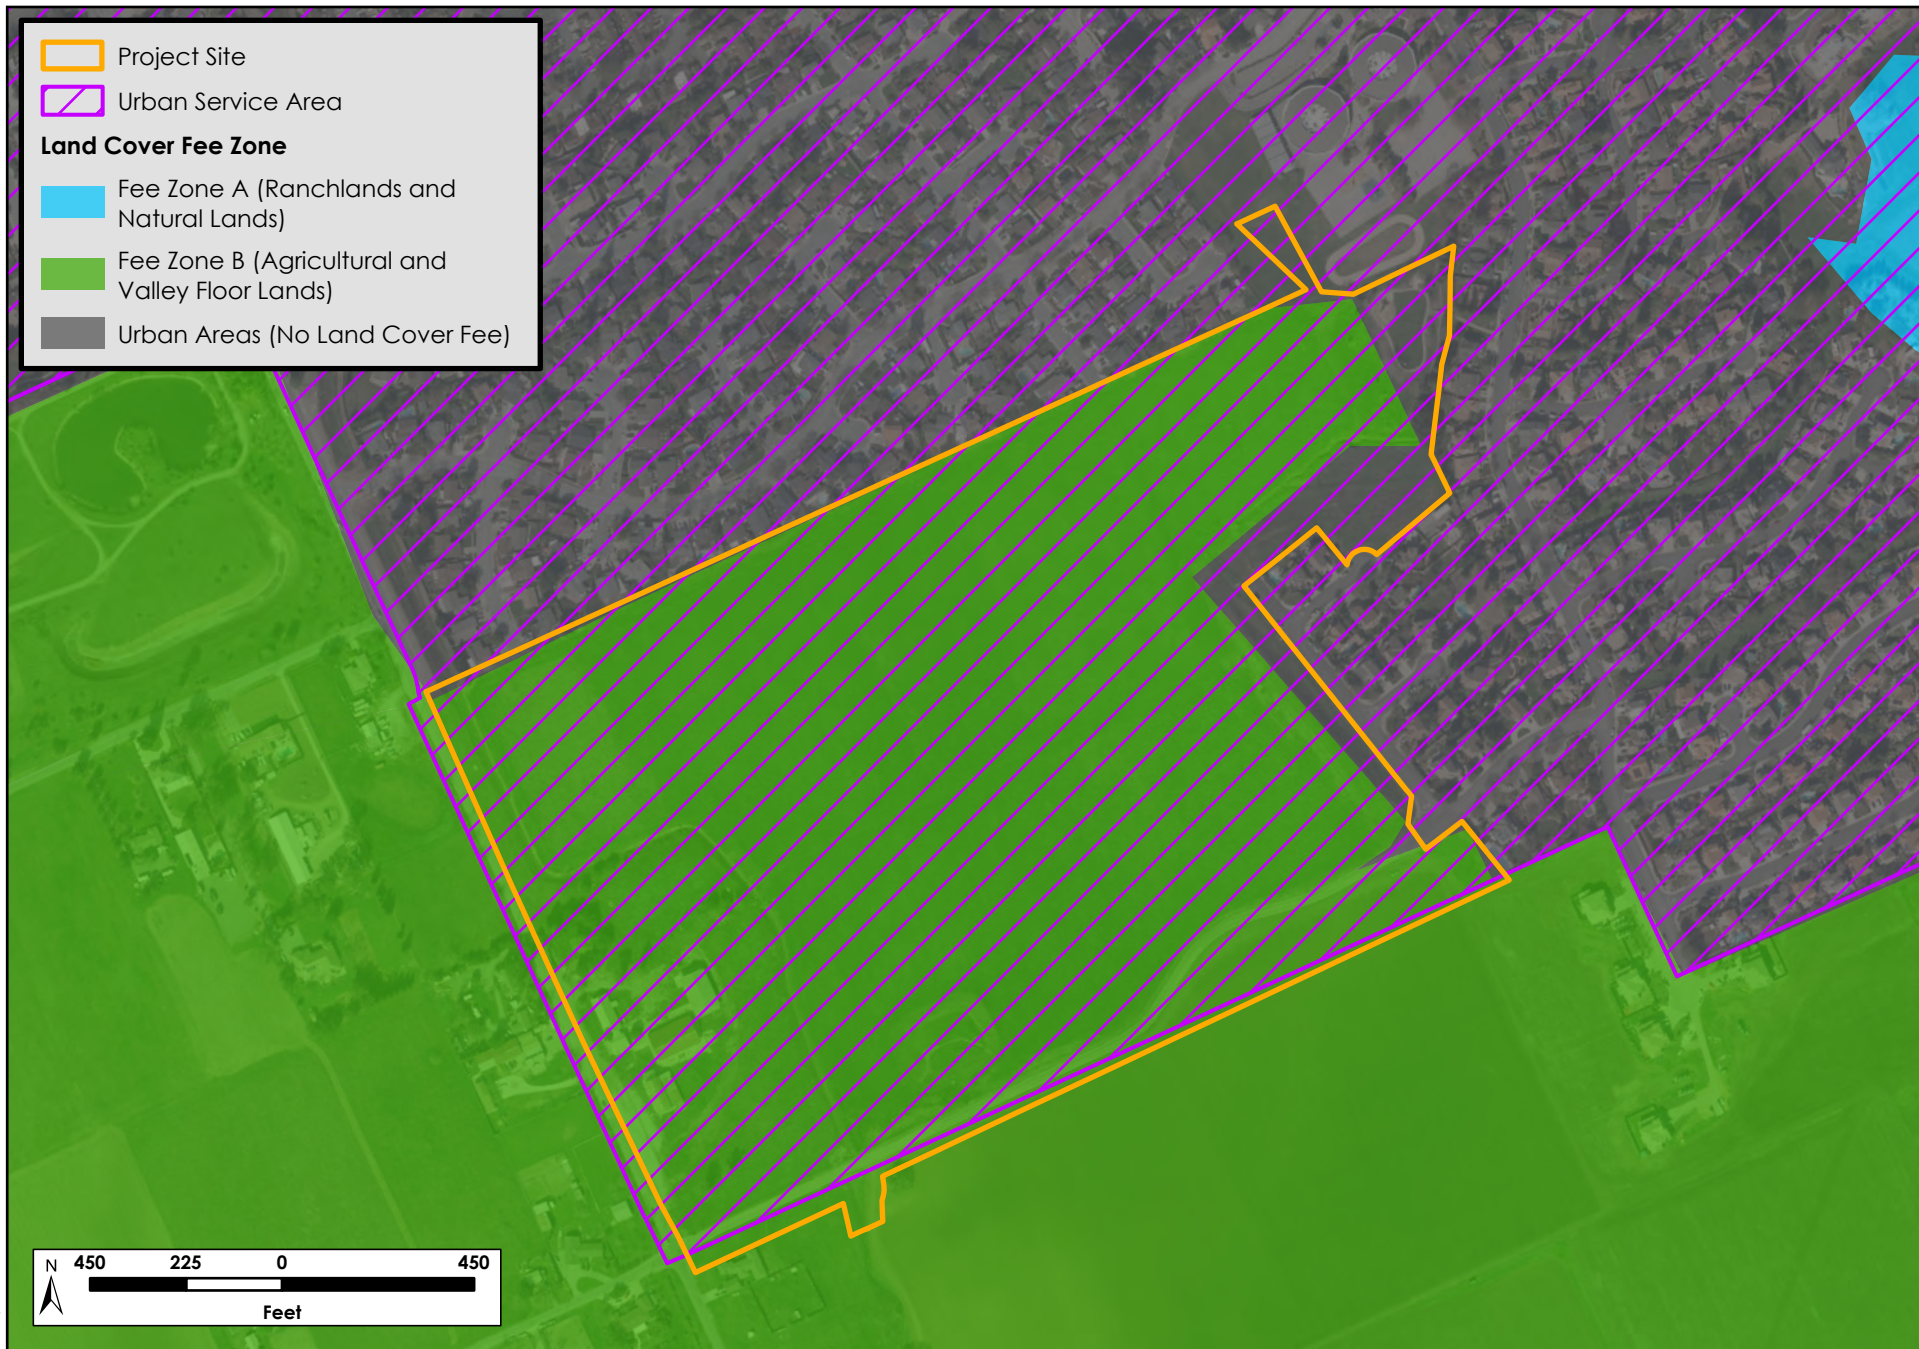 Project Site
Urban Service Area
Land Cover Fee Zone
Fee Zone A (Ranchlands and
Natural Lands)
Fee Zone B (Agricultural and
Valley Floor Lands)
Urban Areas (No Land Cover Fee)
N 450 225 0 450
Feet